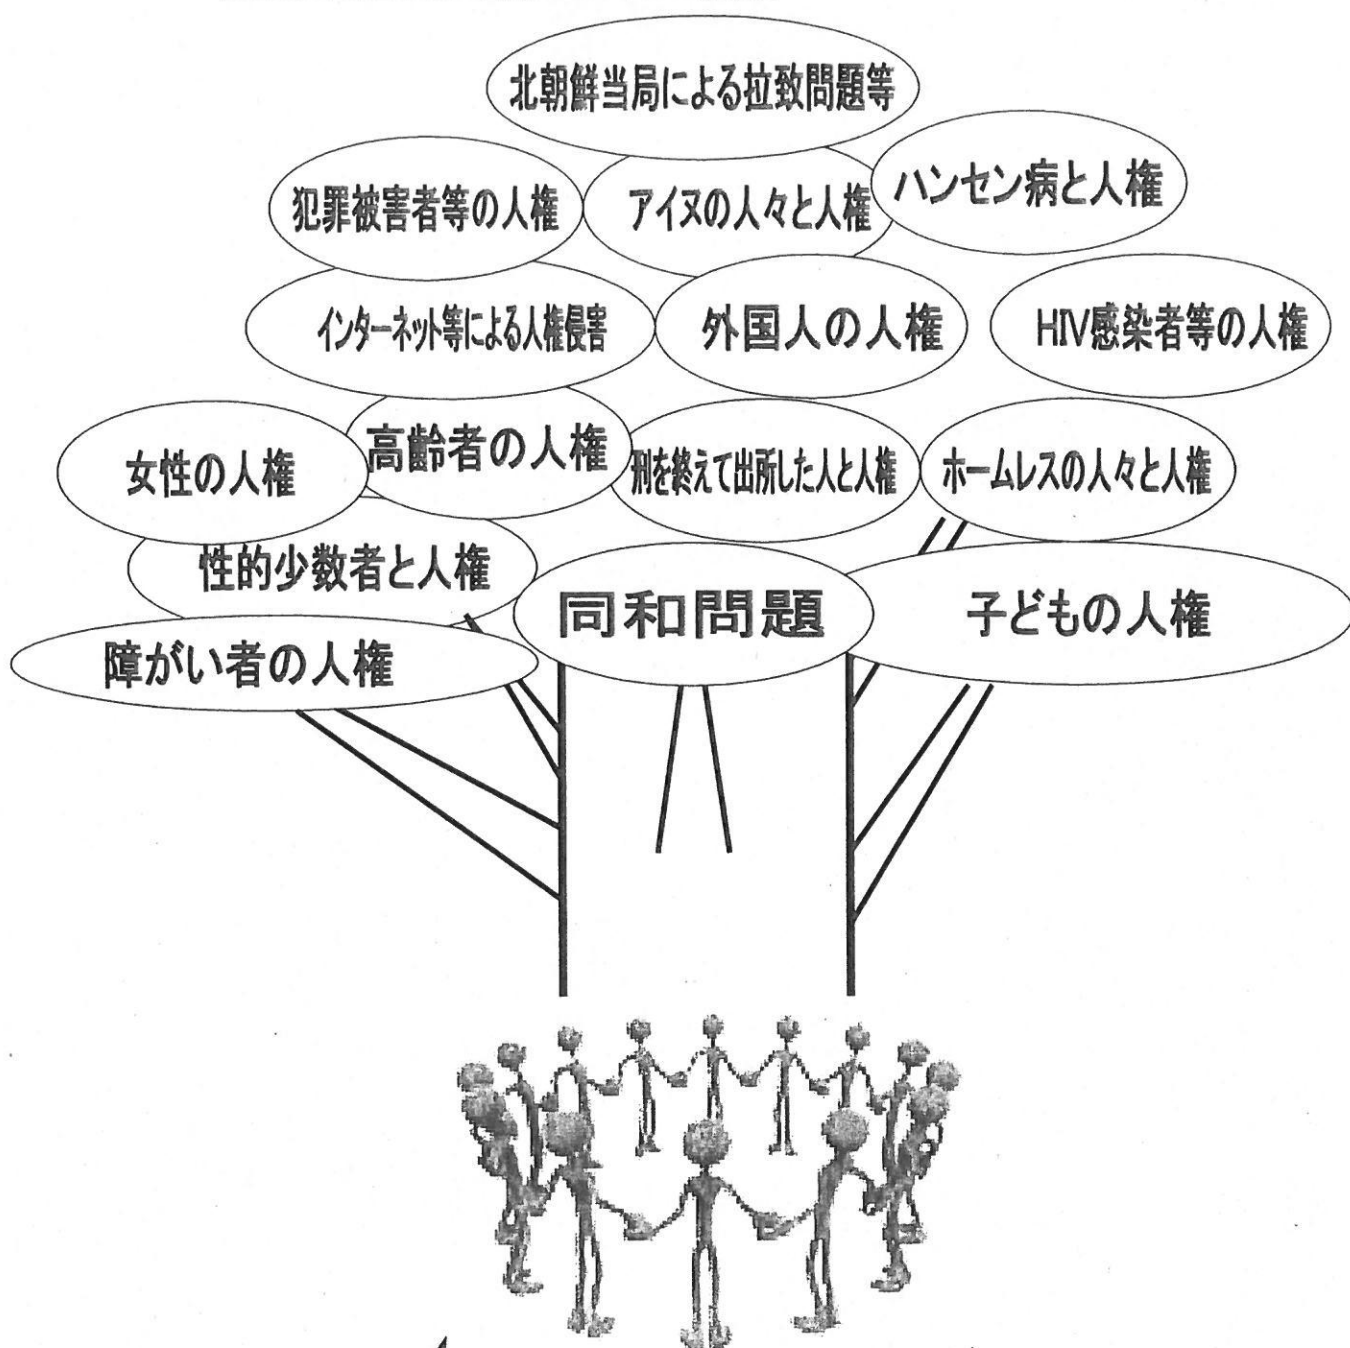 北朝鮮当局による拉致問題等
ハンセン病と人権
犯罪被害者等の人権
アイヌの人々と人権
インターネット等による人権侵害
外国人の人権
HIV感染者等の人権
女性の人権
高齢者の人権
刑を終えて出所した人と人権
ホームレスの人々と人権
性的少数者と人権
同和問題
子どもの人権
障がい者の人権